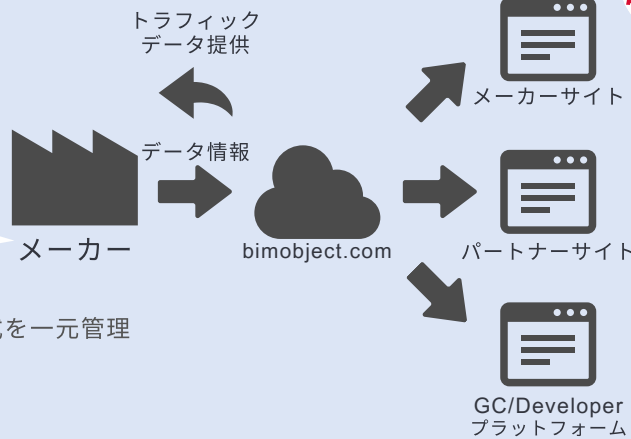 トラフィック
データ提供
データ情報
メーカー
bimobject.com
メーカーサイト
パートナーサイト
GC/Developer
プラットフォーム
を一元管理